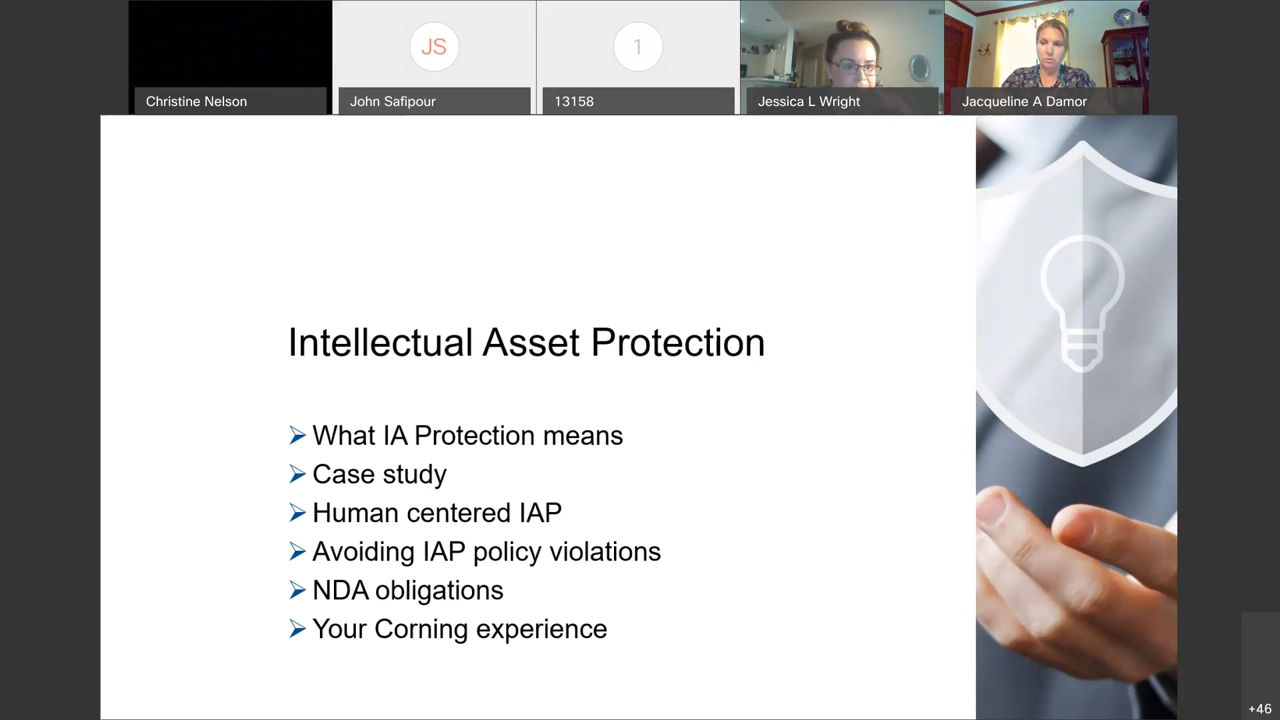 JS
1
Christine Nelson
John Safipour
13158
Jessica L Wright
Jacqueline A Damor
Intellectual Asset Protection
What IA Protection means
Case study
Human centered IAP
Avoiding IAP policy violations
NDA obligations
Your Corning experience
+46